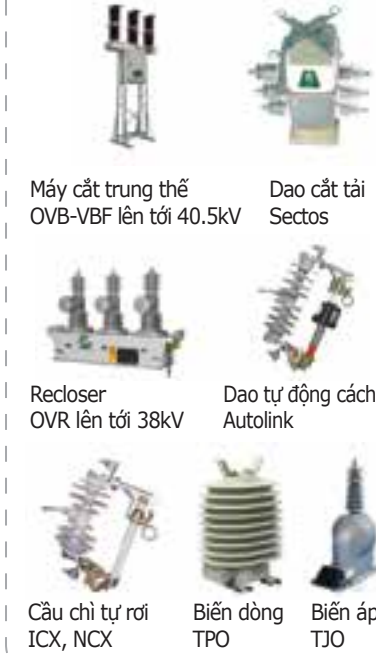 Máy cắt trung thế
OVB-VBF lên tới 40.5kV
Dao cắt tải
Sectos
Recloser
OVR lên tới 38kV
Dao tự động cách
Autolink
Cầu chì tự rơi
ICX, NCX
Biến dòng
TPO
Biến áp
TJO